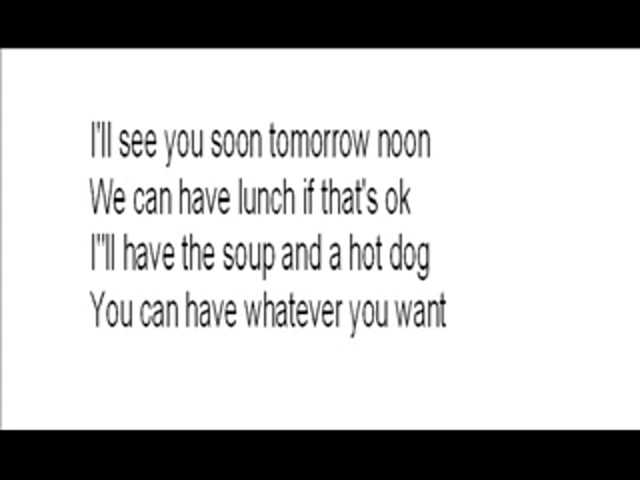 I'll see you soon tomorrow noon
We can have lunch if that's ok
I"ll have the soup and a hot dog
You can have whatever you want